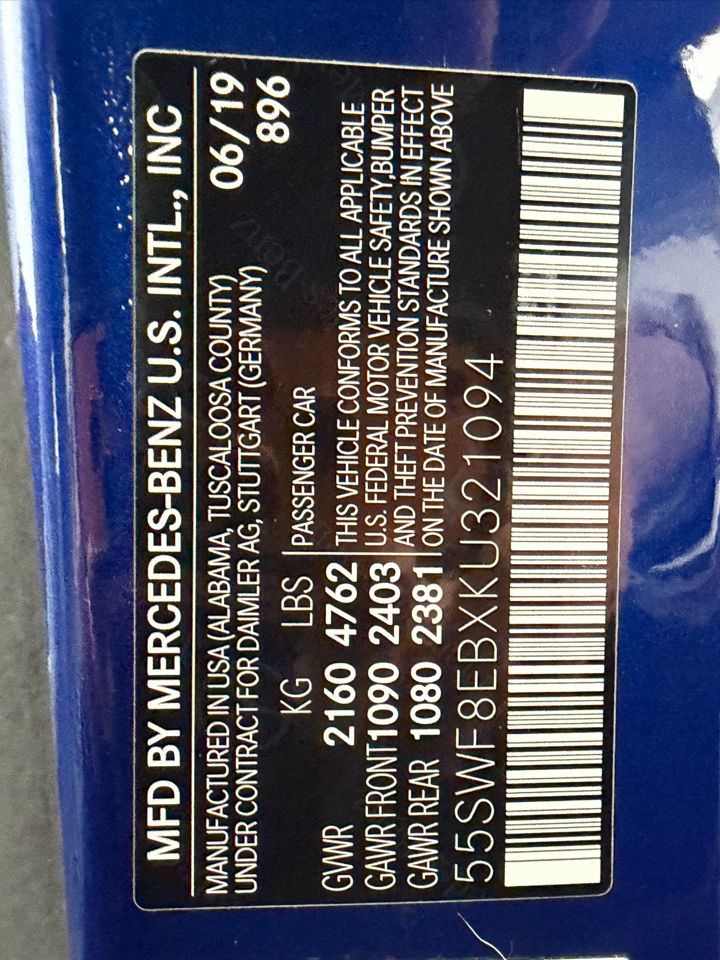 MFD BY MERCEDES-BENZ U.S. INTL., INC
MANUFACTURED IN USA (ALABAMA, TUSCALOOSA COUNTY) 06/19
UNDER CONTRACT FOR DAIMLER AG, STUTTGART (GERMANY) 896
KG LBS PASSENGER CAR
GVWR 2160 4762 THIS VEHICLE CONFORMS TO ALL APPLICABLE
GAWR FRONT 1090 2403 U.S. FEDERAL MOTOR VEHICLE SAFETY,BUMPER
AND THEFT PREVENTION STANDARDS IN EFFECT
GAWR REAR 1080 2381 ON THE DATE OF MANUFACTURE SHOWN ABOVE
55SWF8EBXKU321094